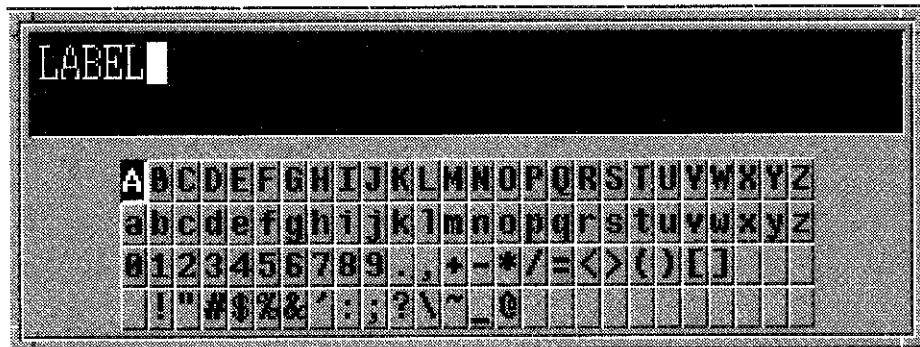 LABEL
ABCDEFGHIJKLMNOPQRSTUVWXYZ
abcdefghijklmnopqrstuvwxyz
0123456789.,+-*/=<>()[]
!"#$%&´:;?\~_@